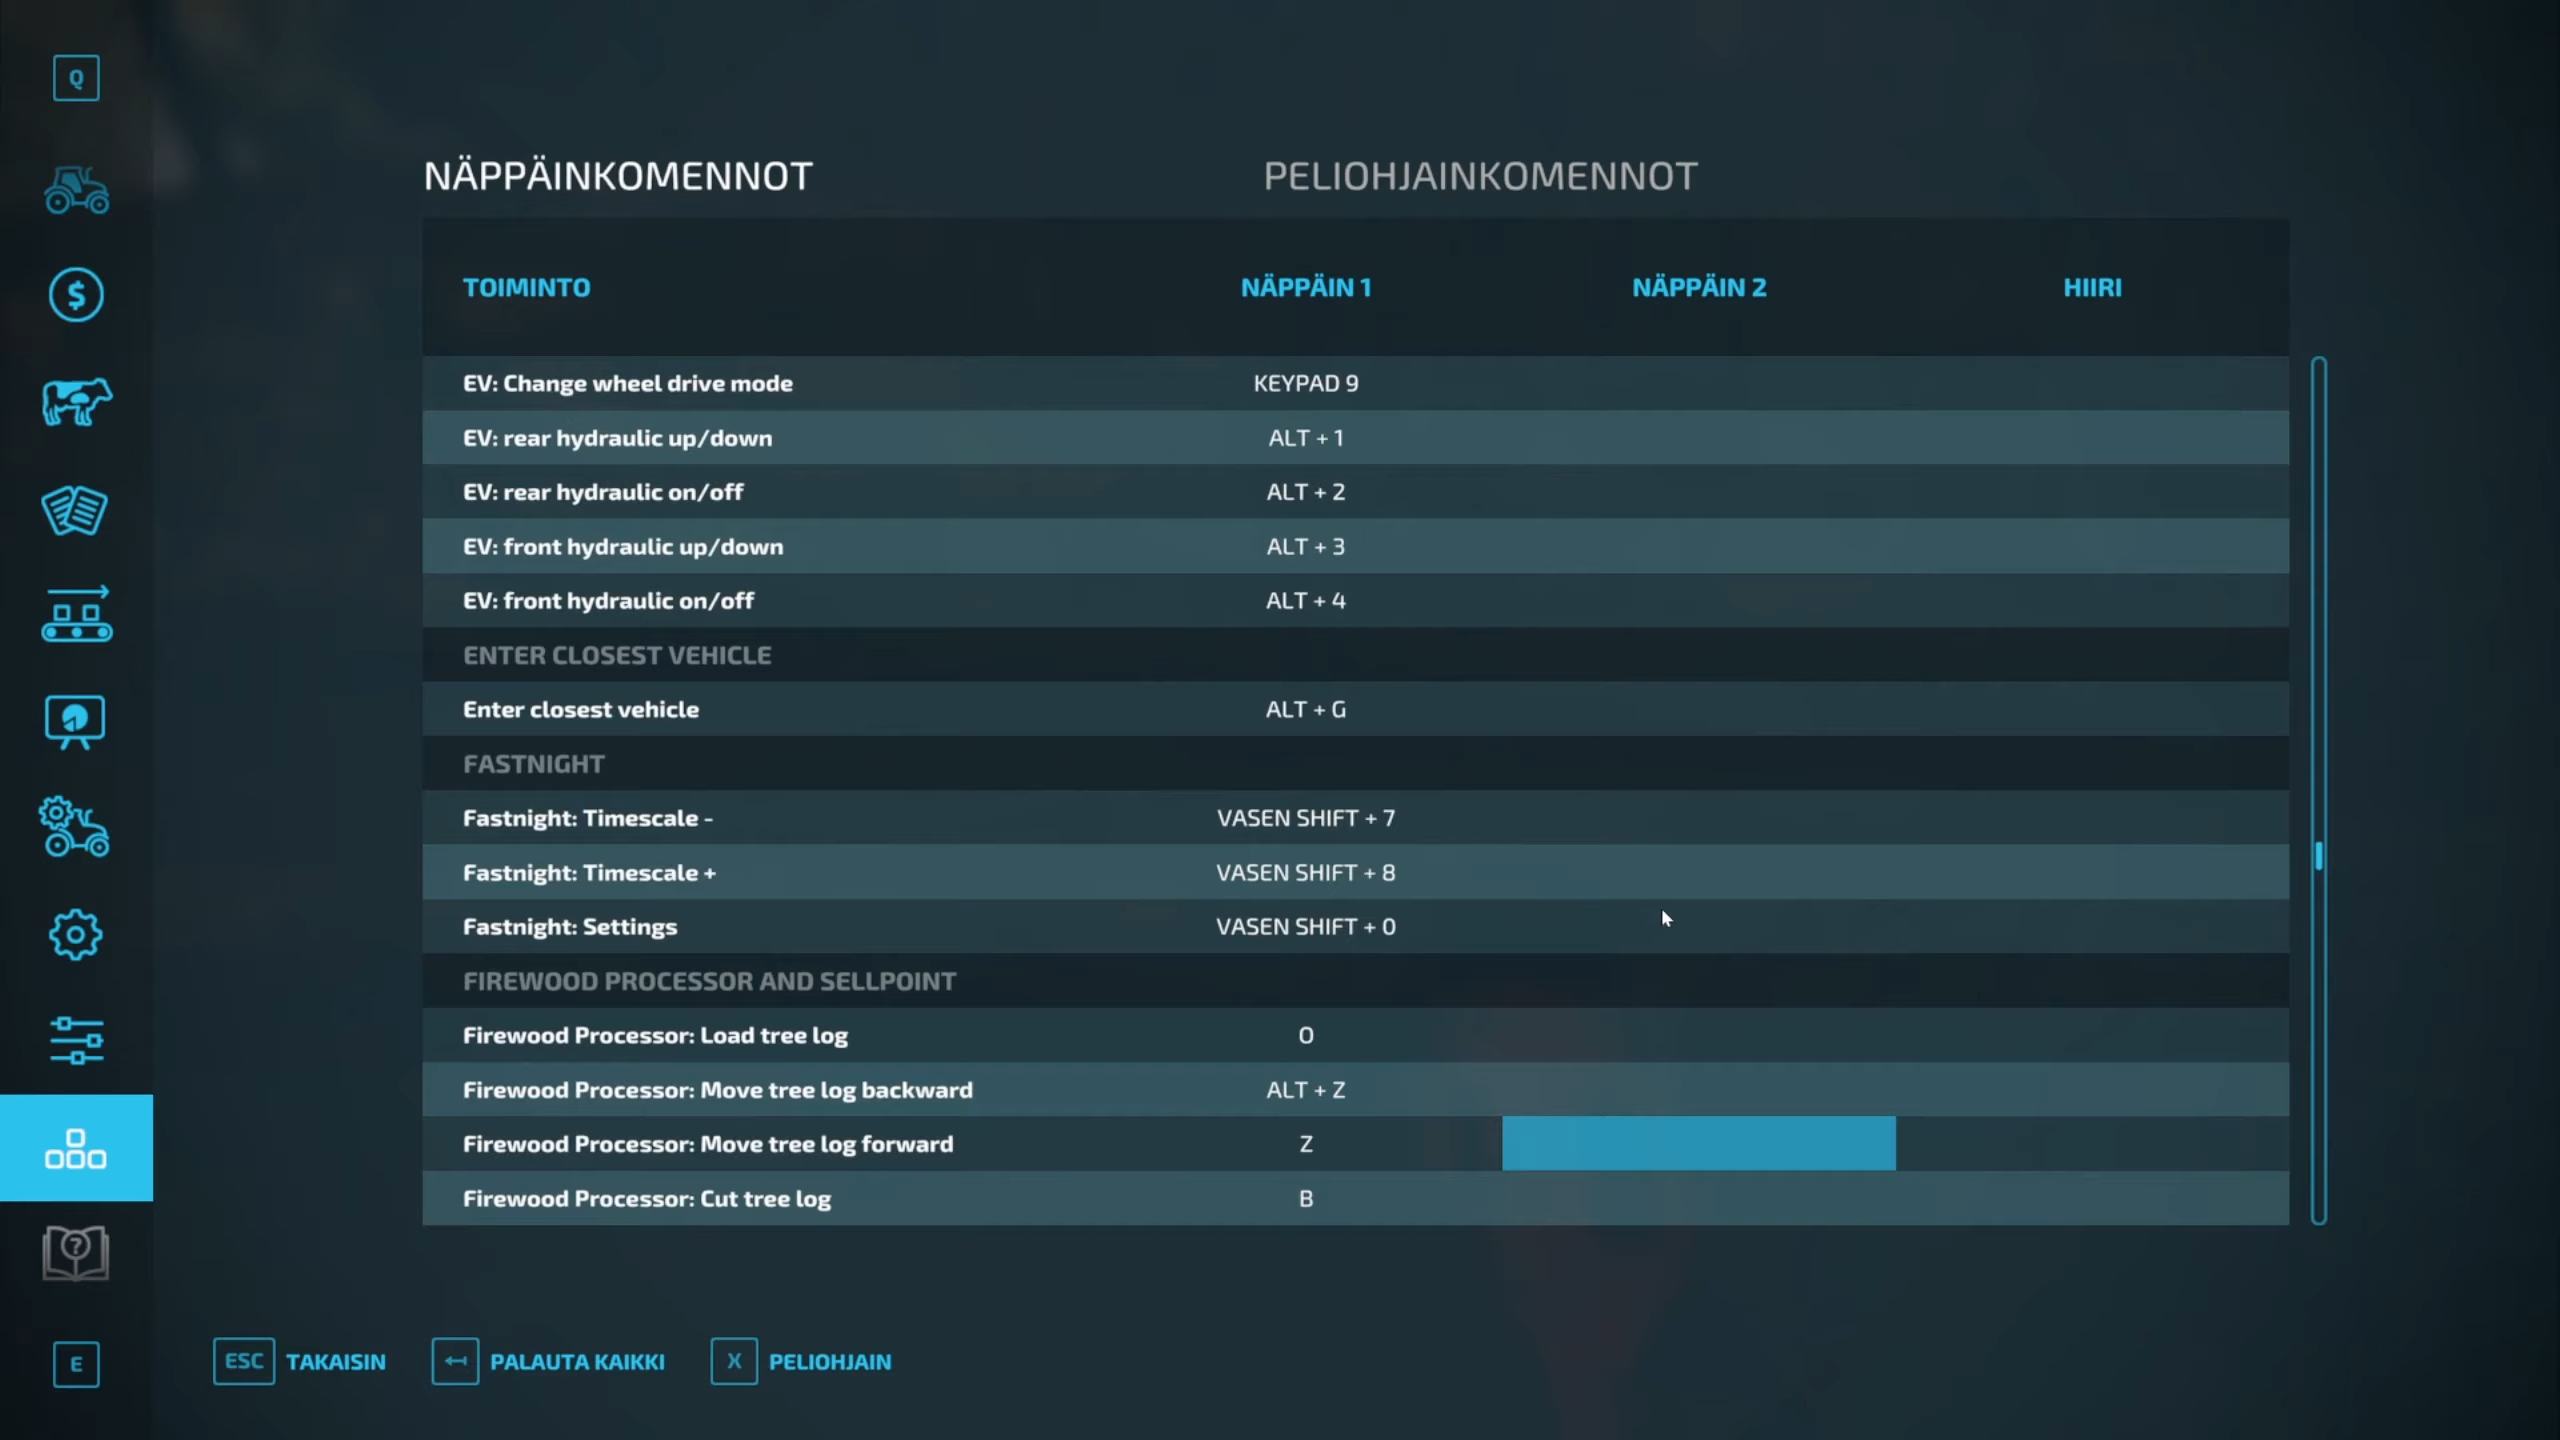 Q
NÄPPÄINKOMENNOT PELIOHJAINKOMENNOT
TOIMINTO NÄPPÄIN 1 NÄPPÄIN 2 HIIRI
EV: Change wheel drive mode KEYPAD 9
EV: rear hydraulic up/down ALT + 1
EV: rear hydraulic on/off ALT + 2
EV: front hydraulic up/down ALT + 3
EV: front hydraulic on/off ALT + 4
ENTER CLOSEST VEHICLE
Enter closest vehicle ALT + G
FASTNIGHT
Fastnight: Timescale - VASEN SHIFT + 7
Fastnight: Timescale + VASEN SHIFT + 8
Fastnight: Settings VASEN SHIFT + 0
FIREWOOD PROCESSOR AND SELLPOINT
Firewood Processor: Load tree log O
Firewood Processor: Move tree log backward ALT + Z
Firewood Processor: Move tree log forward Z
Firewood Processor: Cut tree log B
E
ESC TAKAISIN PALAUTA KAIKKI X PELIOHJAIN